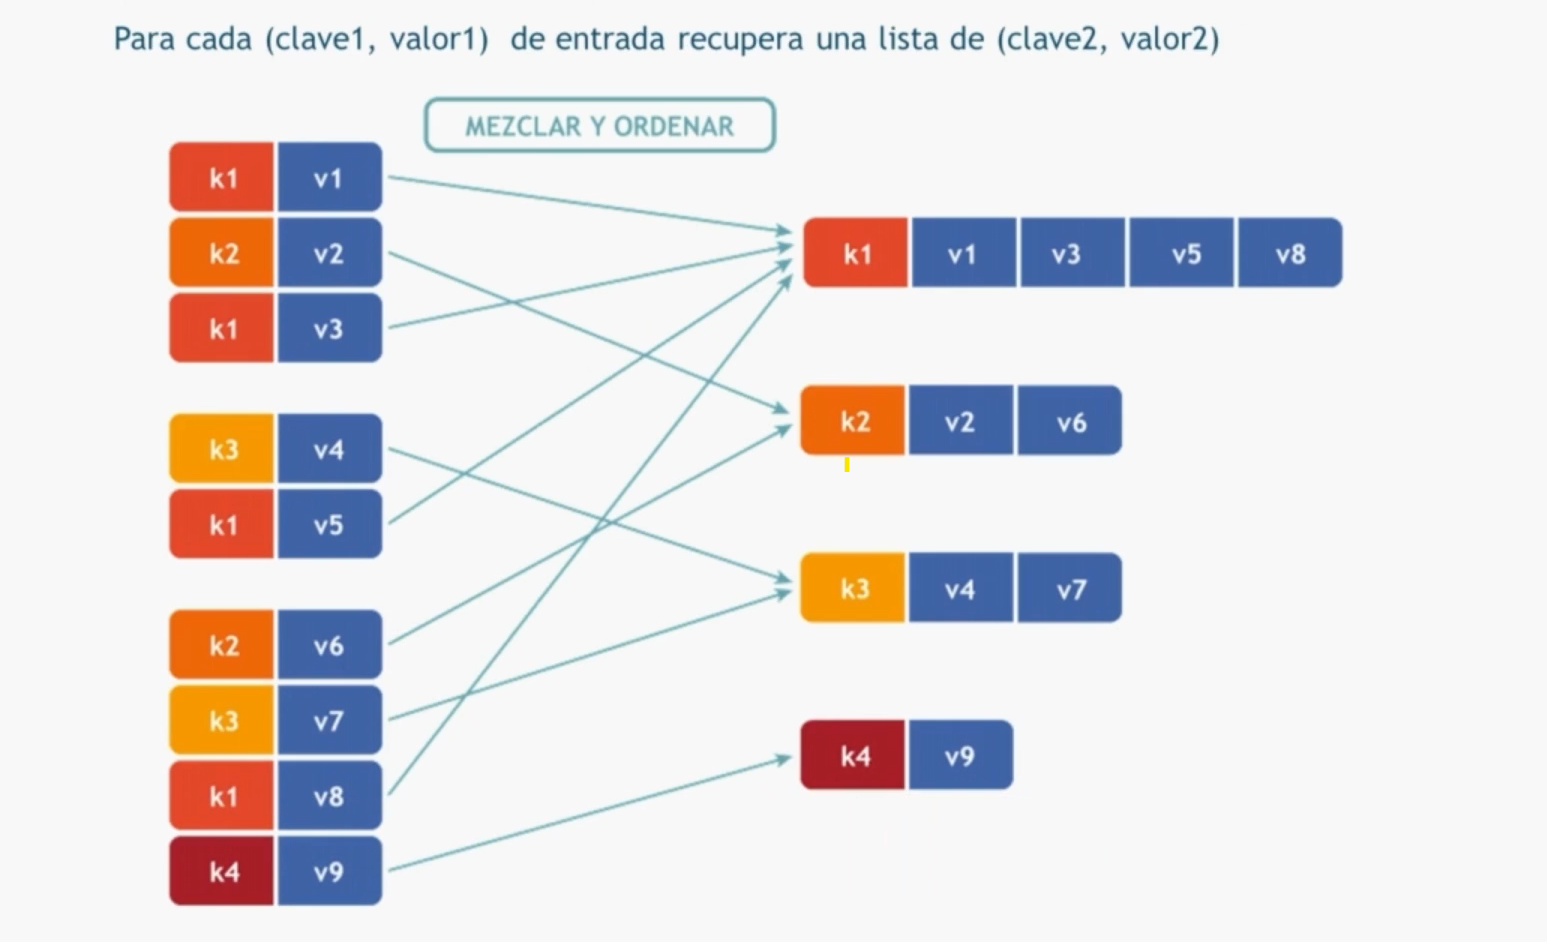 Para cada (clave1, valor1) de entrada recupera una lista de (clave2, valor2)
MEZCLAR Y ORDENAR
k1 v1
k2 v2
k1 v3
k3 v4
k1 v5
k2 v6
k3 v7
k1 v8
k4 v9
k1 v1 v3 v5 v8
k2 v2 v6
k3 v4 v7
k4 v9